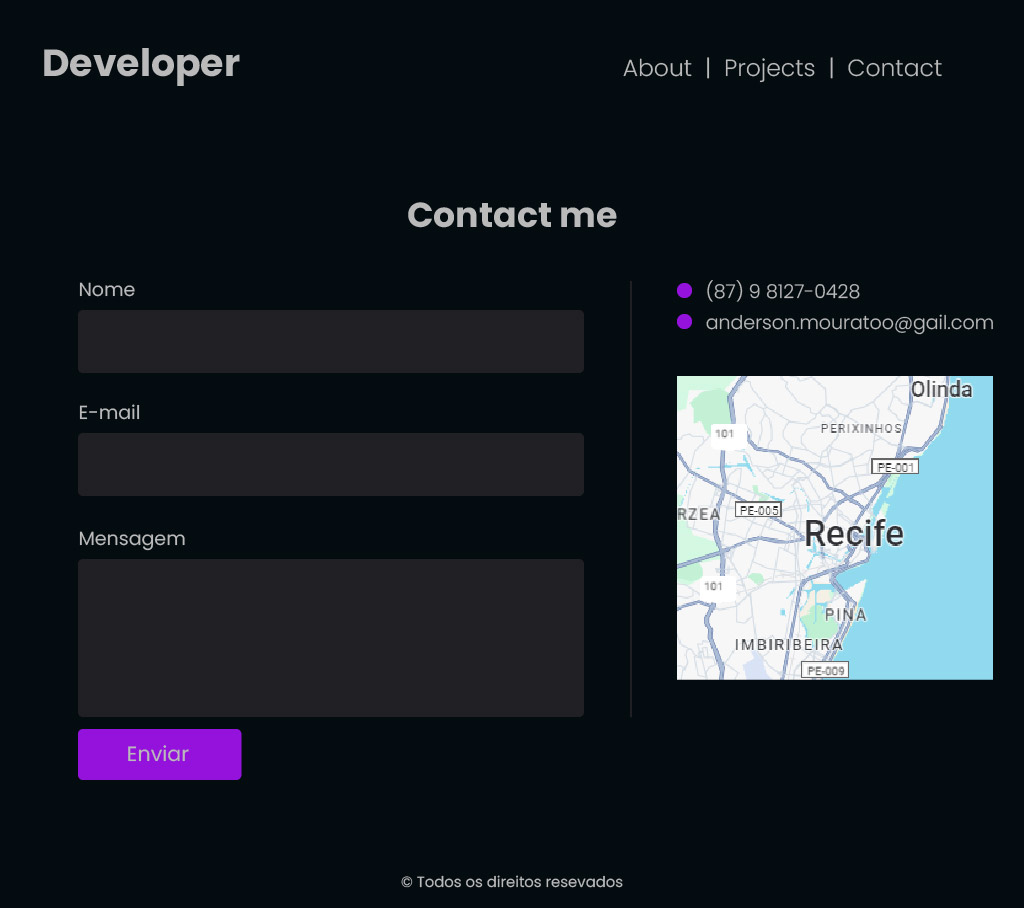 Developer
About | Projects | Contact
Contact me
Nome
E-mail
Mensagem
Enviar
(87) 9 8127-0428
anderson.mouratoo@gail.com
Olinda
101
PERIXINHOS
PE-001
RZEA
PE-005
Recife
101
PINA
IMBIRIBEIRA
PE-009
© Todos os direitos resevados